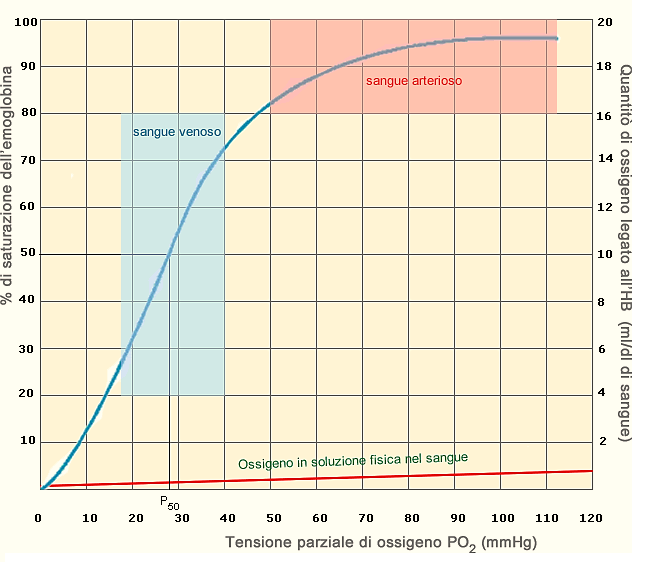 100
90
80
70
60
50
40
30
20
10
% di saturazione dell'emoglobina
sangue venoso
sangue arterioso
Ossigeno in soluzione fisica nel sangue
P50
20
18
16
14
12
10
8
6
4
2
Quantitò di ossigeno legato all'HB (ml/dl di sangue)
0 10 20 30 40 50 60 70 80 90 100 110 120
Tensione parziale di ossigeno PO2 (mmHg)